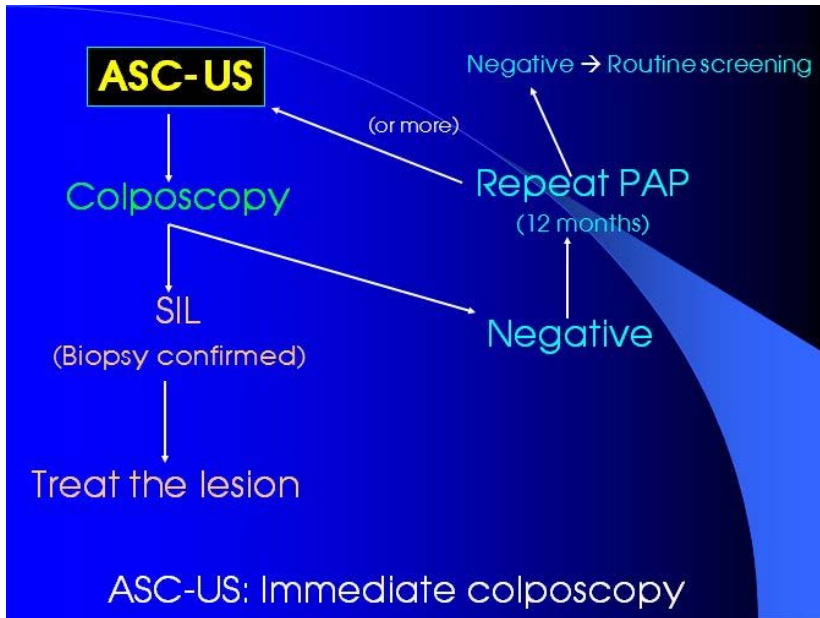 ASC-US
Negative → Routine screening
(or more)
Repeat PAP
(12 months)
Colposcopy
SIL
(Biopsy confirmed)
Negative
Treat the lesion
ASC-US: Immediate colposcopy